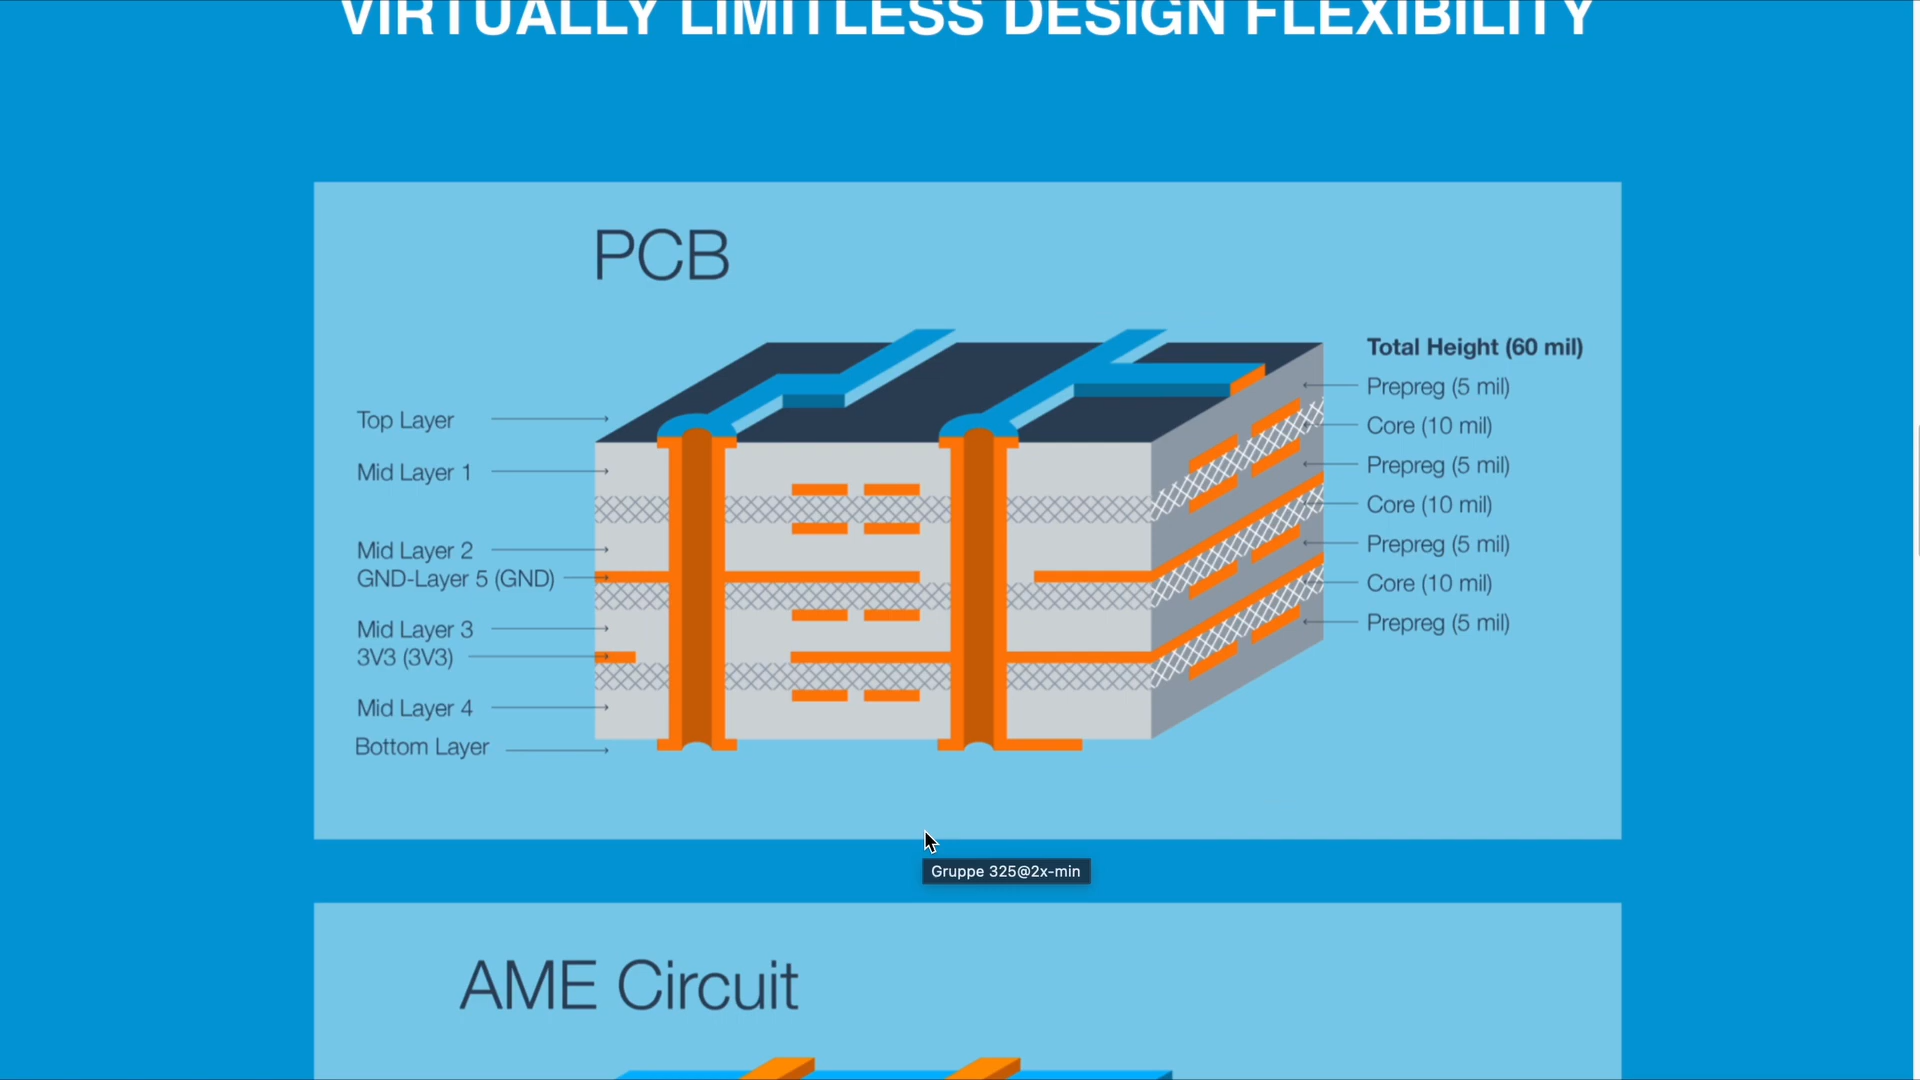 VIRTUALLY LIMITLESS DESIGN FLEXIBILITY
PCB
Top Layer
Mid Layer 1
Mid Layer 2
GND-Layer 5 (GND)
Mid Layer 3
3V3 (3V3)
Mid Layer 4
Bottom Layer
Total Height (60 mil)
Prepreg (5 mil)
Core (10 mil)
Prepreg (5 mil)
Core (10 mil)
Prepreg (5 mil)
Core (10 mil)
Prepreg (5 mil)
Gruppe 325@2x-min
AME Circuit